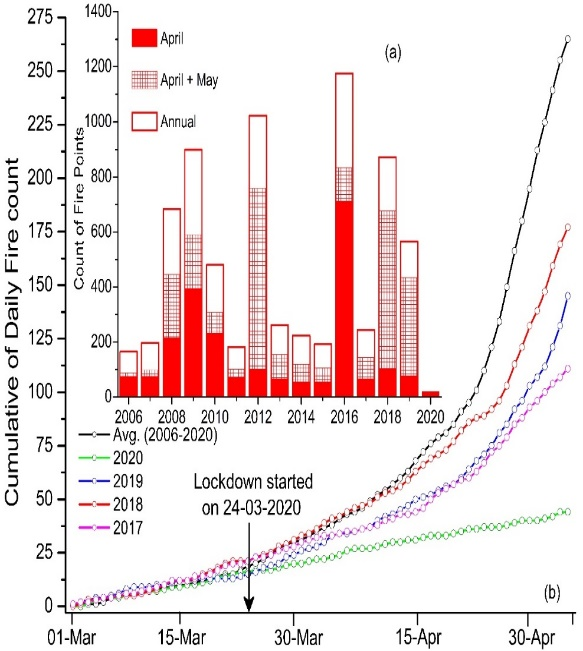 275
250
225
200
175
150
125
100
75
50
25
0
Cumulative of Daily Fire count
1400
1200
1000
800
600
400
200
0
Count of Fire Points
April
April + May
Annual
(a)
2006 2008 2010 2012 2014 2016 2018 2020
Avg. (2006-2020)
2020
2019
2018
2017
Lockdown started
on 24-03-2020
(b)
01-Mar 15-Mar 30-Mar 15-Apr 30-Apr